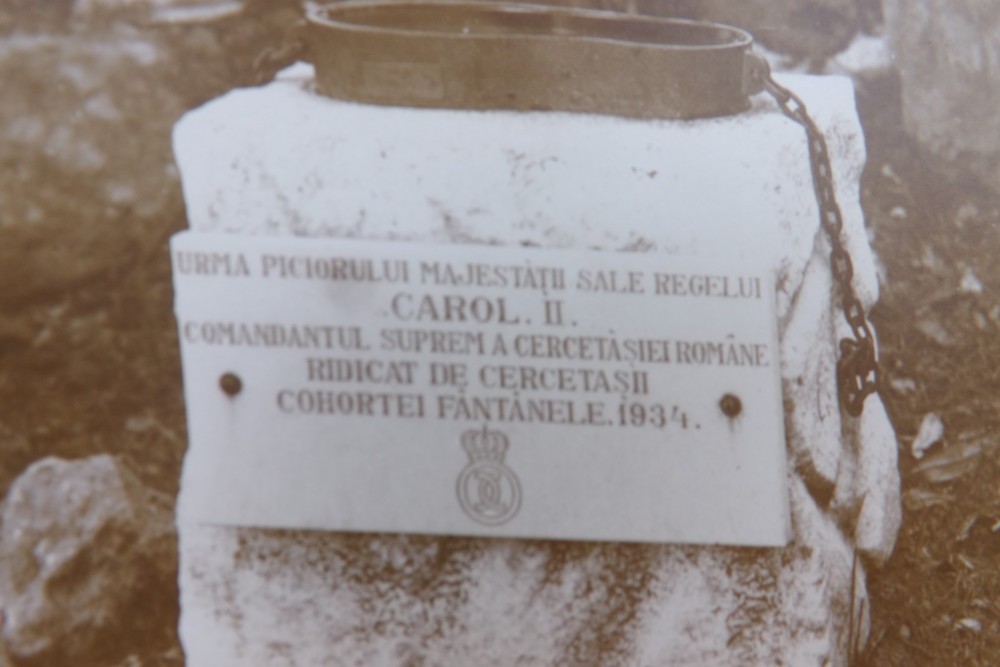 URMA PICIORULUI MAJESTĂȚII SALE REGELUI
CAROL. II.
COMANDANTUL SUPREM A CERCETĂȘIEI ROMÂNE
RIDICAT DE CERCETAȘII
COHORTEI FÂNTÂNELE. 1934.